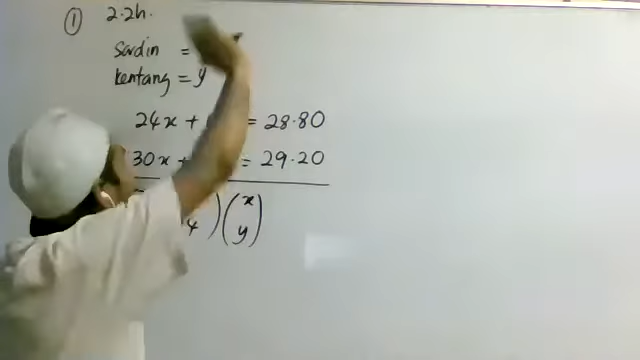 ① 2.2h.
Sardin =
kentang = y
24x + = 28.80
30x + = 29.20
4 ) ( x
y )